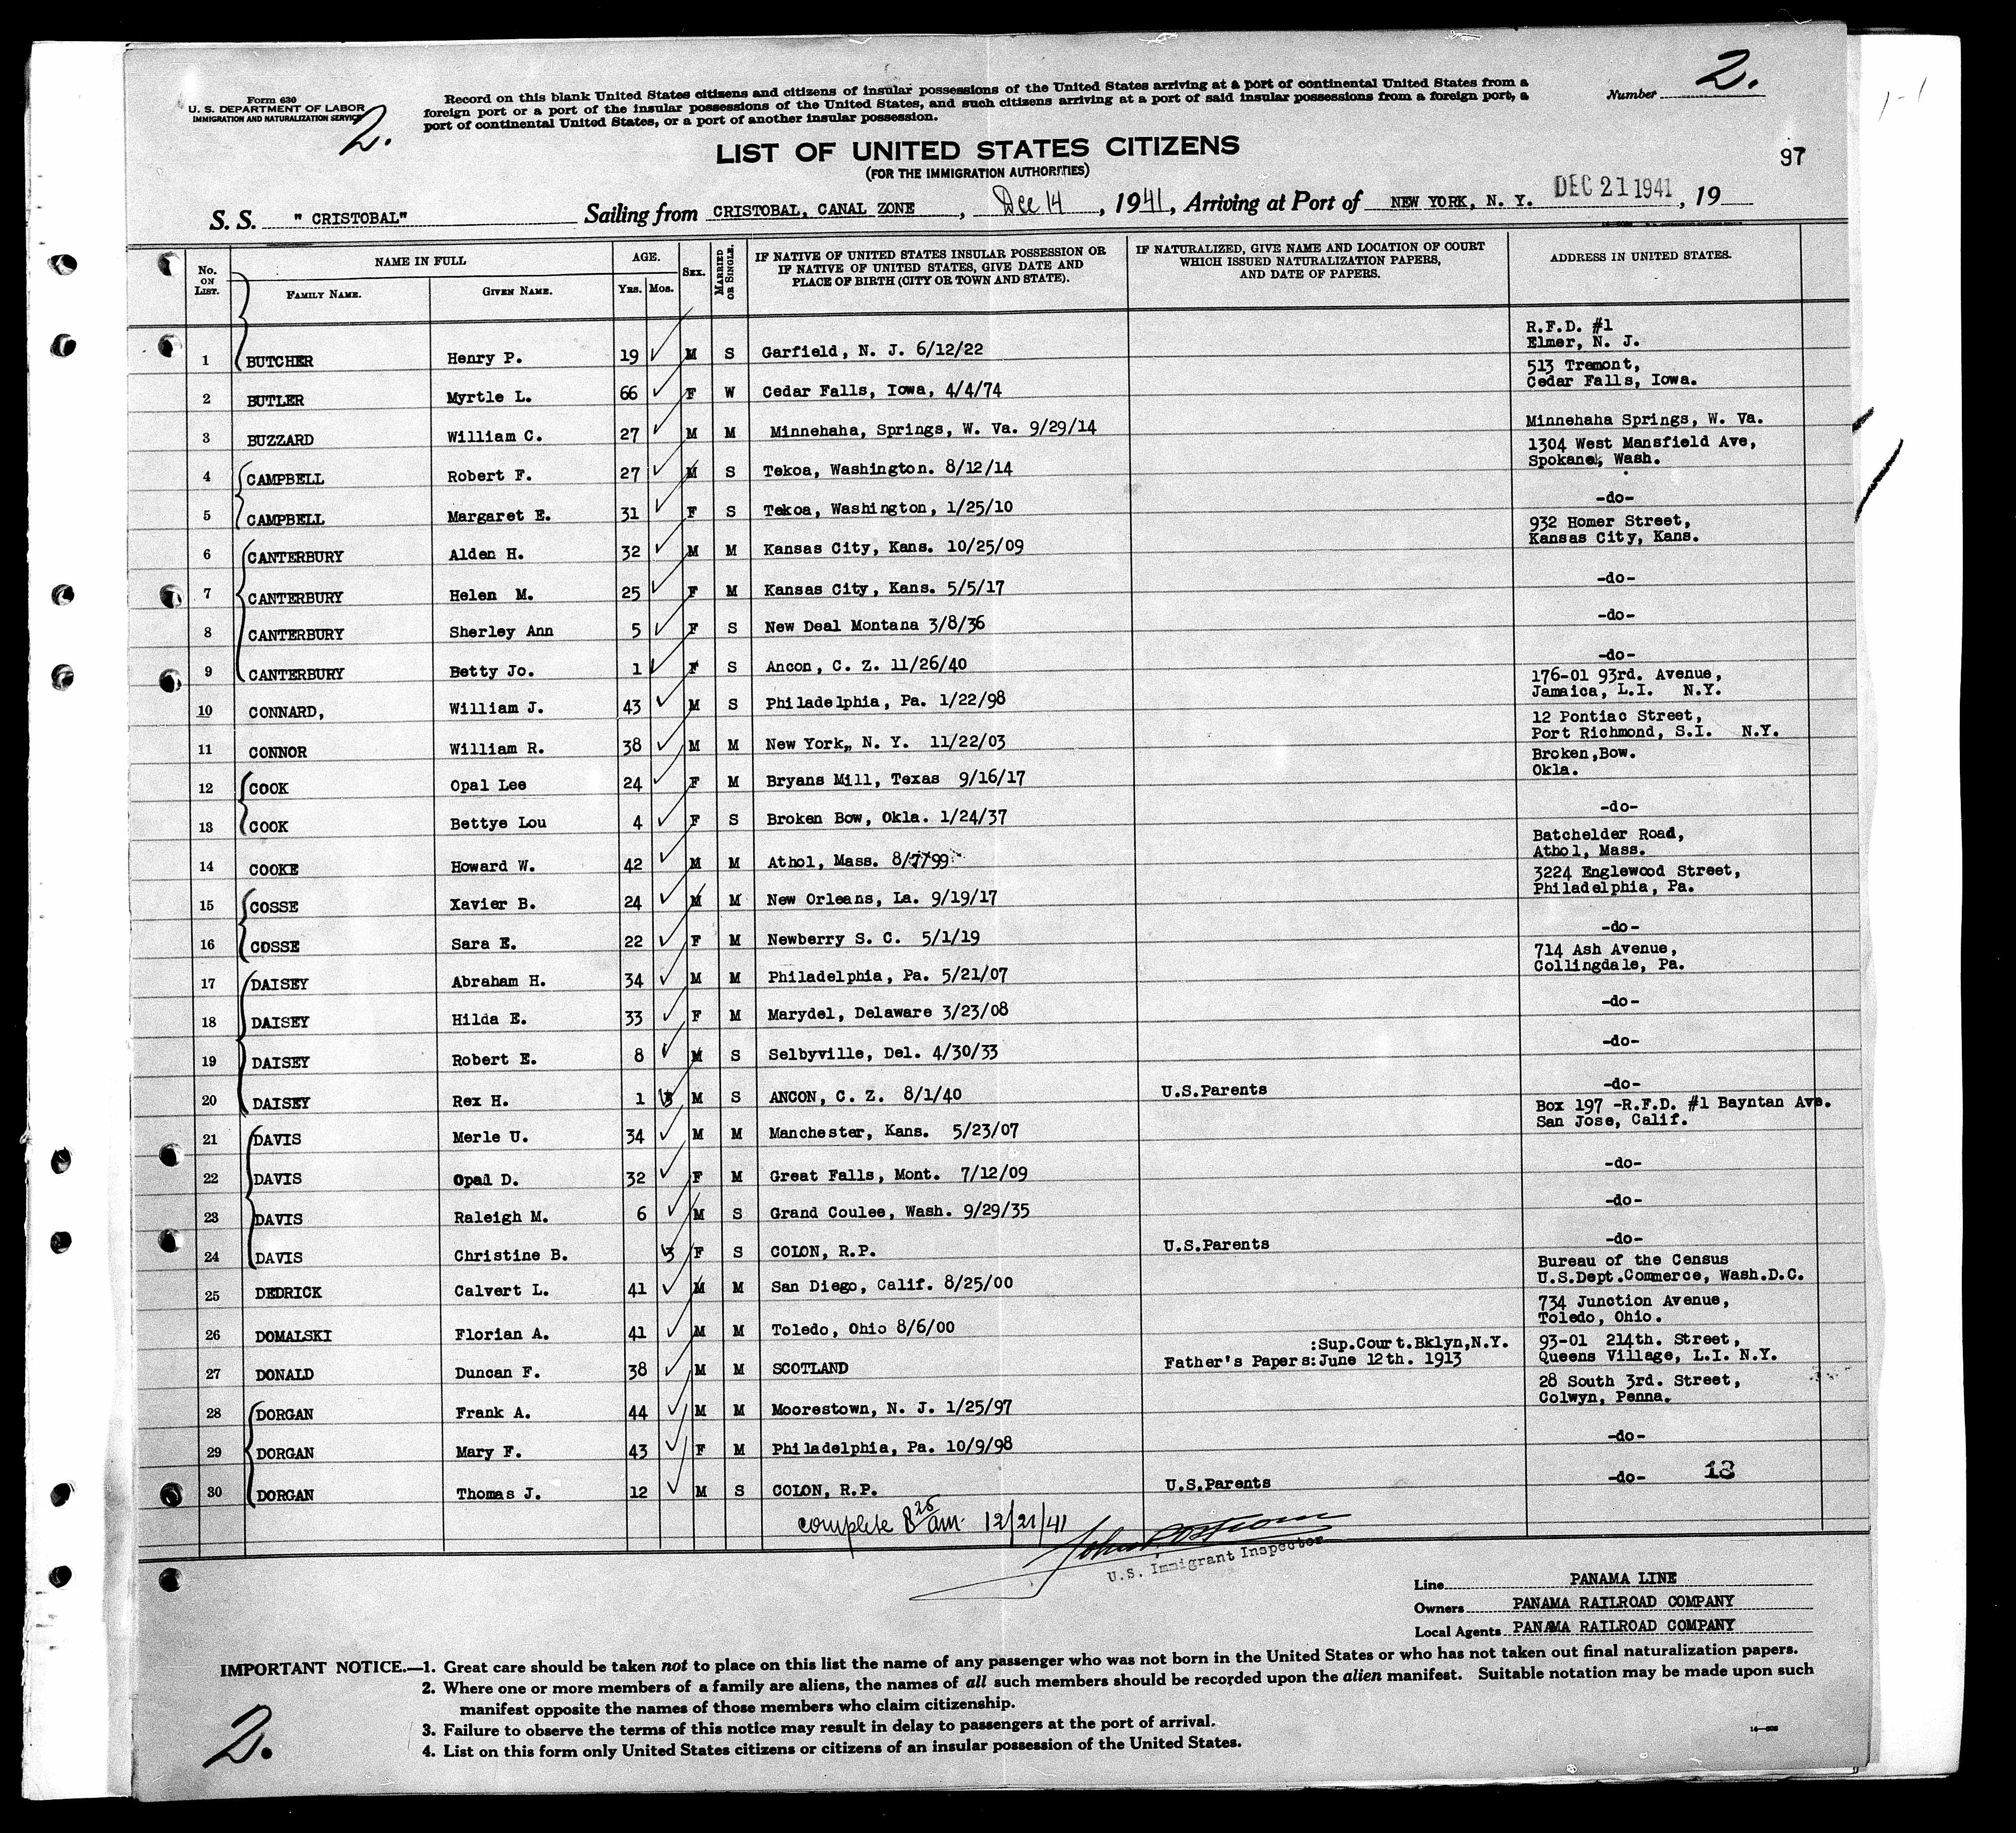 Form 630
U. S. DEPARTMENT OF LABOR
IMMIGRATION AND NATURALIZATION SERVICE
2.
Record on this blank United States citizens and citizens of insular possessions of the United States arriving at a port of continental United States from a
foreign port or a port of the insular possessions of the United States, and such citizens arriving at a port of said insular possessions from a foreign port, a
port of continental United States, or a port of another insular possession.
Number 2.
1-1
LIST OF UNITED STATES CITIZENS
(FOR THE IMMIGRATION AUTHORITIES)
97
S. S. " CRISTOBAL" Sailing from CRISTOBAL, CANAL ZONE, Dec 14, 1941, Arriving at Port of NEW YORK, N. Y. DEC 21 1941, 19
No. ON LIST. NAME IN FULL FAMILY NAME. GIVEN NAME. AGE. YRS. MOS. SEX. MARRIED OR SINGLE. IF NATIVE OF UNITED STATES INSULAR POSSESSION OR IF NATIVE OF UNITED STATES, GIVE DATE AND PLACE OF BIRTH (CITY OR TOWN AND STATE). IF NATURALIZED, GIVE NAME AND LOCATION OF COURT WHICH ISSUED NATURALIZATION PAPERS, AND DATE OF PAPERS. ADDRESS IN UNITED STATES.
1 BUTCHER Henry P. 19 M S Garfield, N. J. 6/12/22 R.F.D. #1 Elmer, N. J.
2 BUTLER Myrtle L. 66 F W Cedar Falls, Iowa, 4/4/74 513 Tremont, Cedar Falls, Iowa.
3 BUZZARD William C. 27 M M Minnehaha, Springs, W. Va. 9/29/14 Minnehaha Springs, W. Va.
4 CAMPBELL Robert F. 27 M S Tekoa, Washington. 8/12/14 1304 West Mansfield Ave, Spokane, Wash.
5 CAMPBELL Margaret E. 31 F S Tekoa, Washington, 1/25/10 -do-
6 CANTERBURY Alden H. 32 M M Kansas City, Kans. 10/25/09 932 Homer Street, Kansas City, Kans.
7 CANTERBURY Helen M. 25 F M Kansas City, Kans. 5/5/17 -do-
8 CANTERBURY Sherley Ann 5 F S New Deal Montana 3/8/36 -do-
9 CANTERBURY Betty Jo. 1 F S Ancon, C. Z. 11/26/40 -do-
10 CONNARD, William J. 43 M S Philadelphia, Pa. 1/22/98 176-01 93rd. Avenue, Jamaica, L.I. N.Y.
11 CONNOR William R. 38 M M New York, N. Y. 11/22/03 12 Pontiac Street, Port Richmond, S.I. N.Y.
12 COOK Opal Lee 24 F M Bryans Mill, Texas 9/16/17 Broken,Bow. Okla.
13 COOK Bettye Lou 4 F S Broken Bow, Okla. 1/24/37 -do-
14 COOKE Howard W. 42 M M Athol, Mass. 8/7/99 Batchelder Road, Athol, Mass.
15 COSSE Xavier B. 24 M M New Orleans, La. 9/19/17 3224 Englewood Street, Philadelphia, Pa.
16 COSSE Sara E. 22 F M Newberry S. C. 5/1/19 -do-
17 DAISEY Abraham H. 34 M M Philadelphia, Pa. 5/21/07 714 Ash Avenue, Collingdale, Pa.
18 DAISEY Hilda E. 33 F M Marydel, Delaware 3/23/08 -do-
19 DAISEY Robert E. 8 M S Selbyville, Del. 4/30/33 -do-
20 DAISEY Rex H. 1 M S ANCON, C. Z. 8/1/40 U.S.Parents -do-
21 DAVIS Merle U. 34 M M Manchester, Kans. 5/23/07 Box 197 -R.F.D. #1 Bayntan Ave. San Jose, Calif.
22 DAVIS Opal D. 32 F M Great Falls, Mont. 7/12/09 -do-
23 DAVIS Raleigh M. 6 M S Grand Coulee, Wash. 9/29/35 -do-
24 DAVIS Christine B. 3 F S COLON, R.P. U.S.Parents -do-
25 DEDRICK Calvert L. 41 M M San Diego, Calif. 8/25/00 Bureau of the Census U.S.Dept.Commerce, Wash.D.C.
26 DOMALSKI Florian A. 41 M M Toledo, Ohio 8/6/00 734 Junction Avenue, Toledo, Ohio.
27 DONALD Duncan F. 38 M M SCOTLAND Father's Papers: :Sup.Court.Bklyn,N.Y. June 12th. 1913 93-01 214th. Street, Queens Village, L.I. N.Y.
28 DORGAN Frank A. 44 M M Moorestown, N. J. 1/25/97 28 South 3rd. Street, Colwyn, Penna.
29 DORGAN Mary F. 43 F M Philadelphia, Pa. 10/9/98 -do-
30 DORGAN Thomas J. 12 M S COLON, R.P. U.S.Parents -do- 13
complete 8 25 am. 12/21/41
U.S. Immigrant Inspector
Line PANAMA LINE
Owners PANAMA RAILROAD COMPANY
Local Agents PANAMA RAILROAD COMPANY
IMPORTANT NOTICE.—1. Great care should be taken not to place on this list the name of any passenger who was not born in the United States or who has not taken out final naturalization papers.
2. Where one or more members of a family are aliens, the names of all such members should be recorded upon the alien manifest. Suitable notation may be made upon such
manifest opposite the names of those members who claim citizenship.
3. Failure to observe the terms of this notice may result in delay to passengers at the port of arrival.
4. List on this form only United States citizens or citizens of an insular possession of the United States.
2.